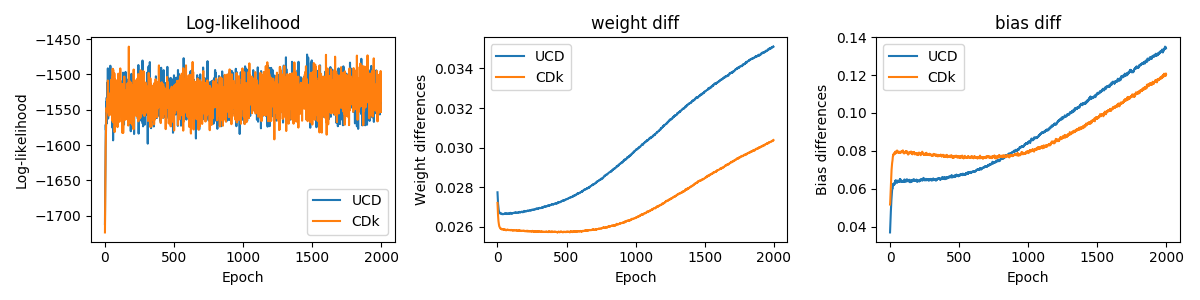 Log-likelihood
−1450
−1500
−1550
−1600
−1650
−1700
Log-likelihood
UCD
CDk
0
500
1000
1500
2000
Epoch
weight diff
0.034
0.032
0.030
0.028
0.026
Weight differences
UCD
CDk
0
500
1000
1500
2000
Epoch
bias diff
0.14
0.12
0.10
0.08
0.06
0.04
Bias differences
UCD
CDk
0
500
1000
1500
2000
Epoch